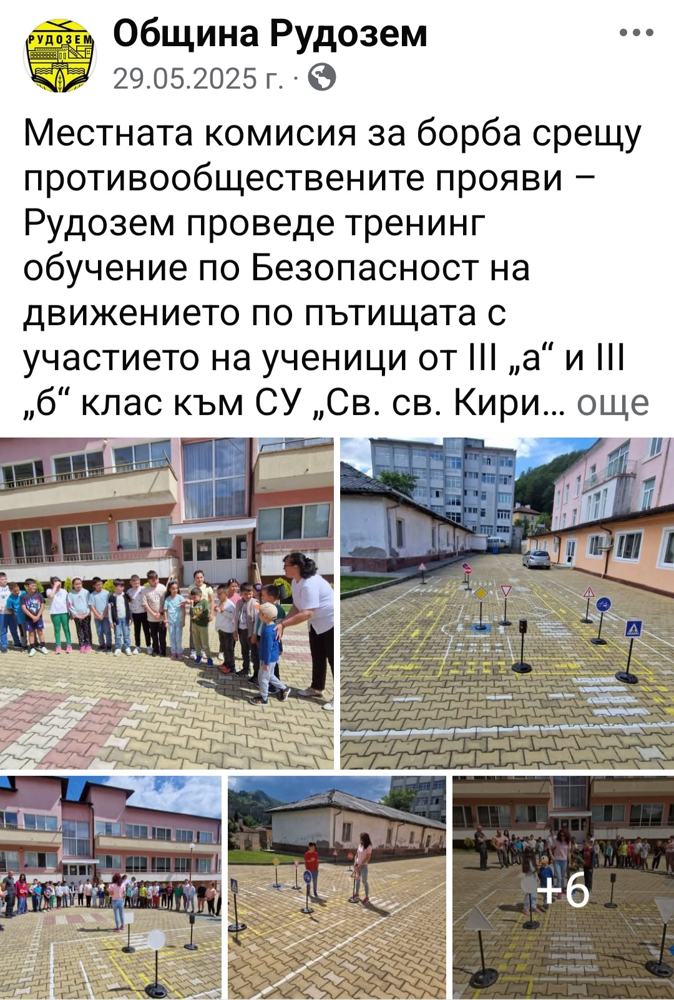 РУДОЗЕМ
Община Рудозем
29.05.2025 г. ·
Местната комисия за борба срещу
противообществените прояви –
Рудозем проведе тренинг
обучение по Безопасност на
движението по пътищата с
участието на ученици от III „а“ и III
„б“ клас към СУ „Св. св. Кири... още
+6